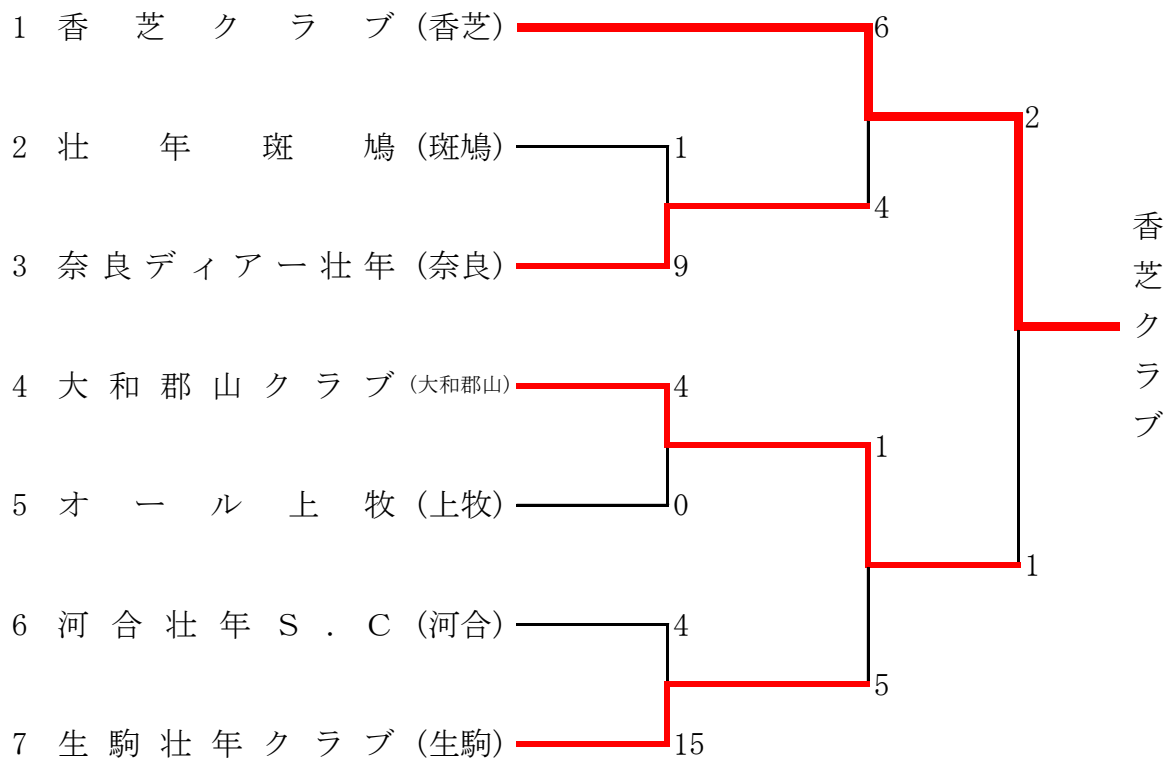 1 香芝クラブ (香芝) 6
2
2 壮年斑鳩 (斑鳩) 1
4
3 奈良ディアー壮年 (奈良) 9
香芝クラブ
4 大和郡山クラブ (大和郡山) 4
1
5 オール上牧 (上牧) 0
1
6 河合壮年S.C (河合) 4
5
7 生駒壮年クラブ (生駒) 15